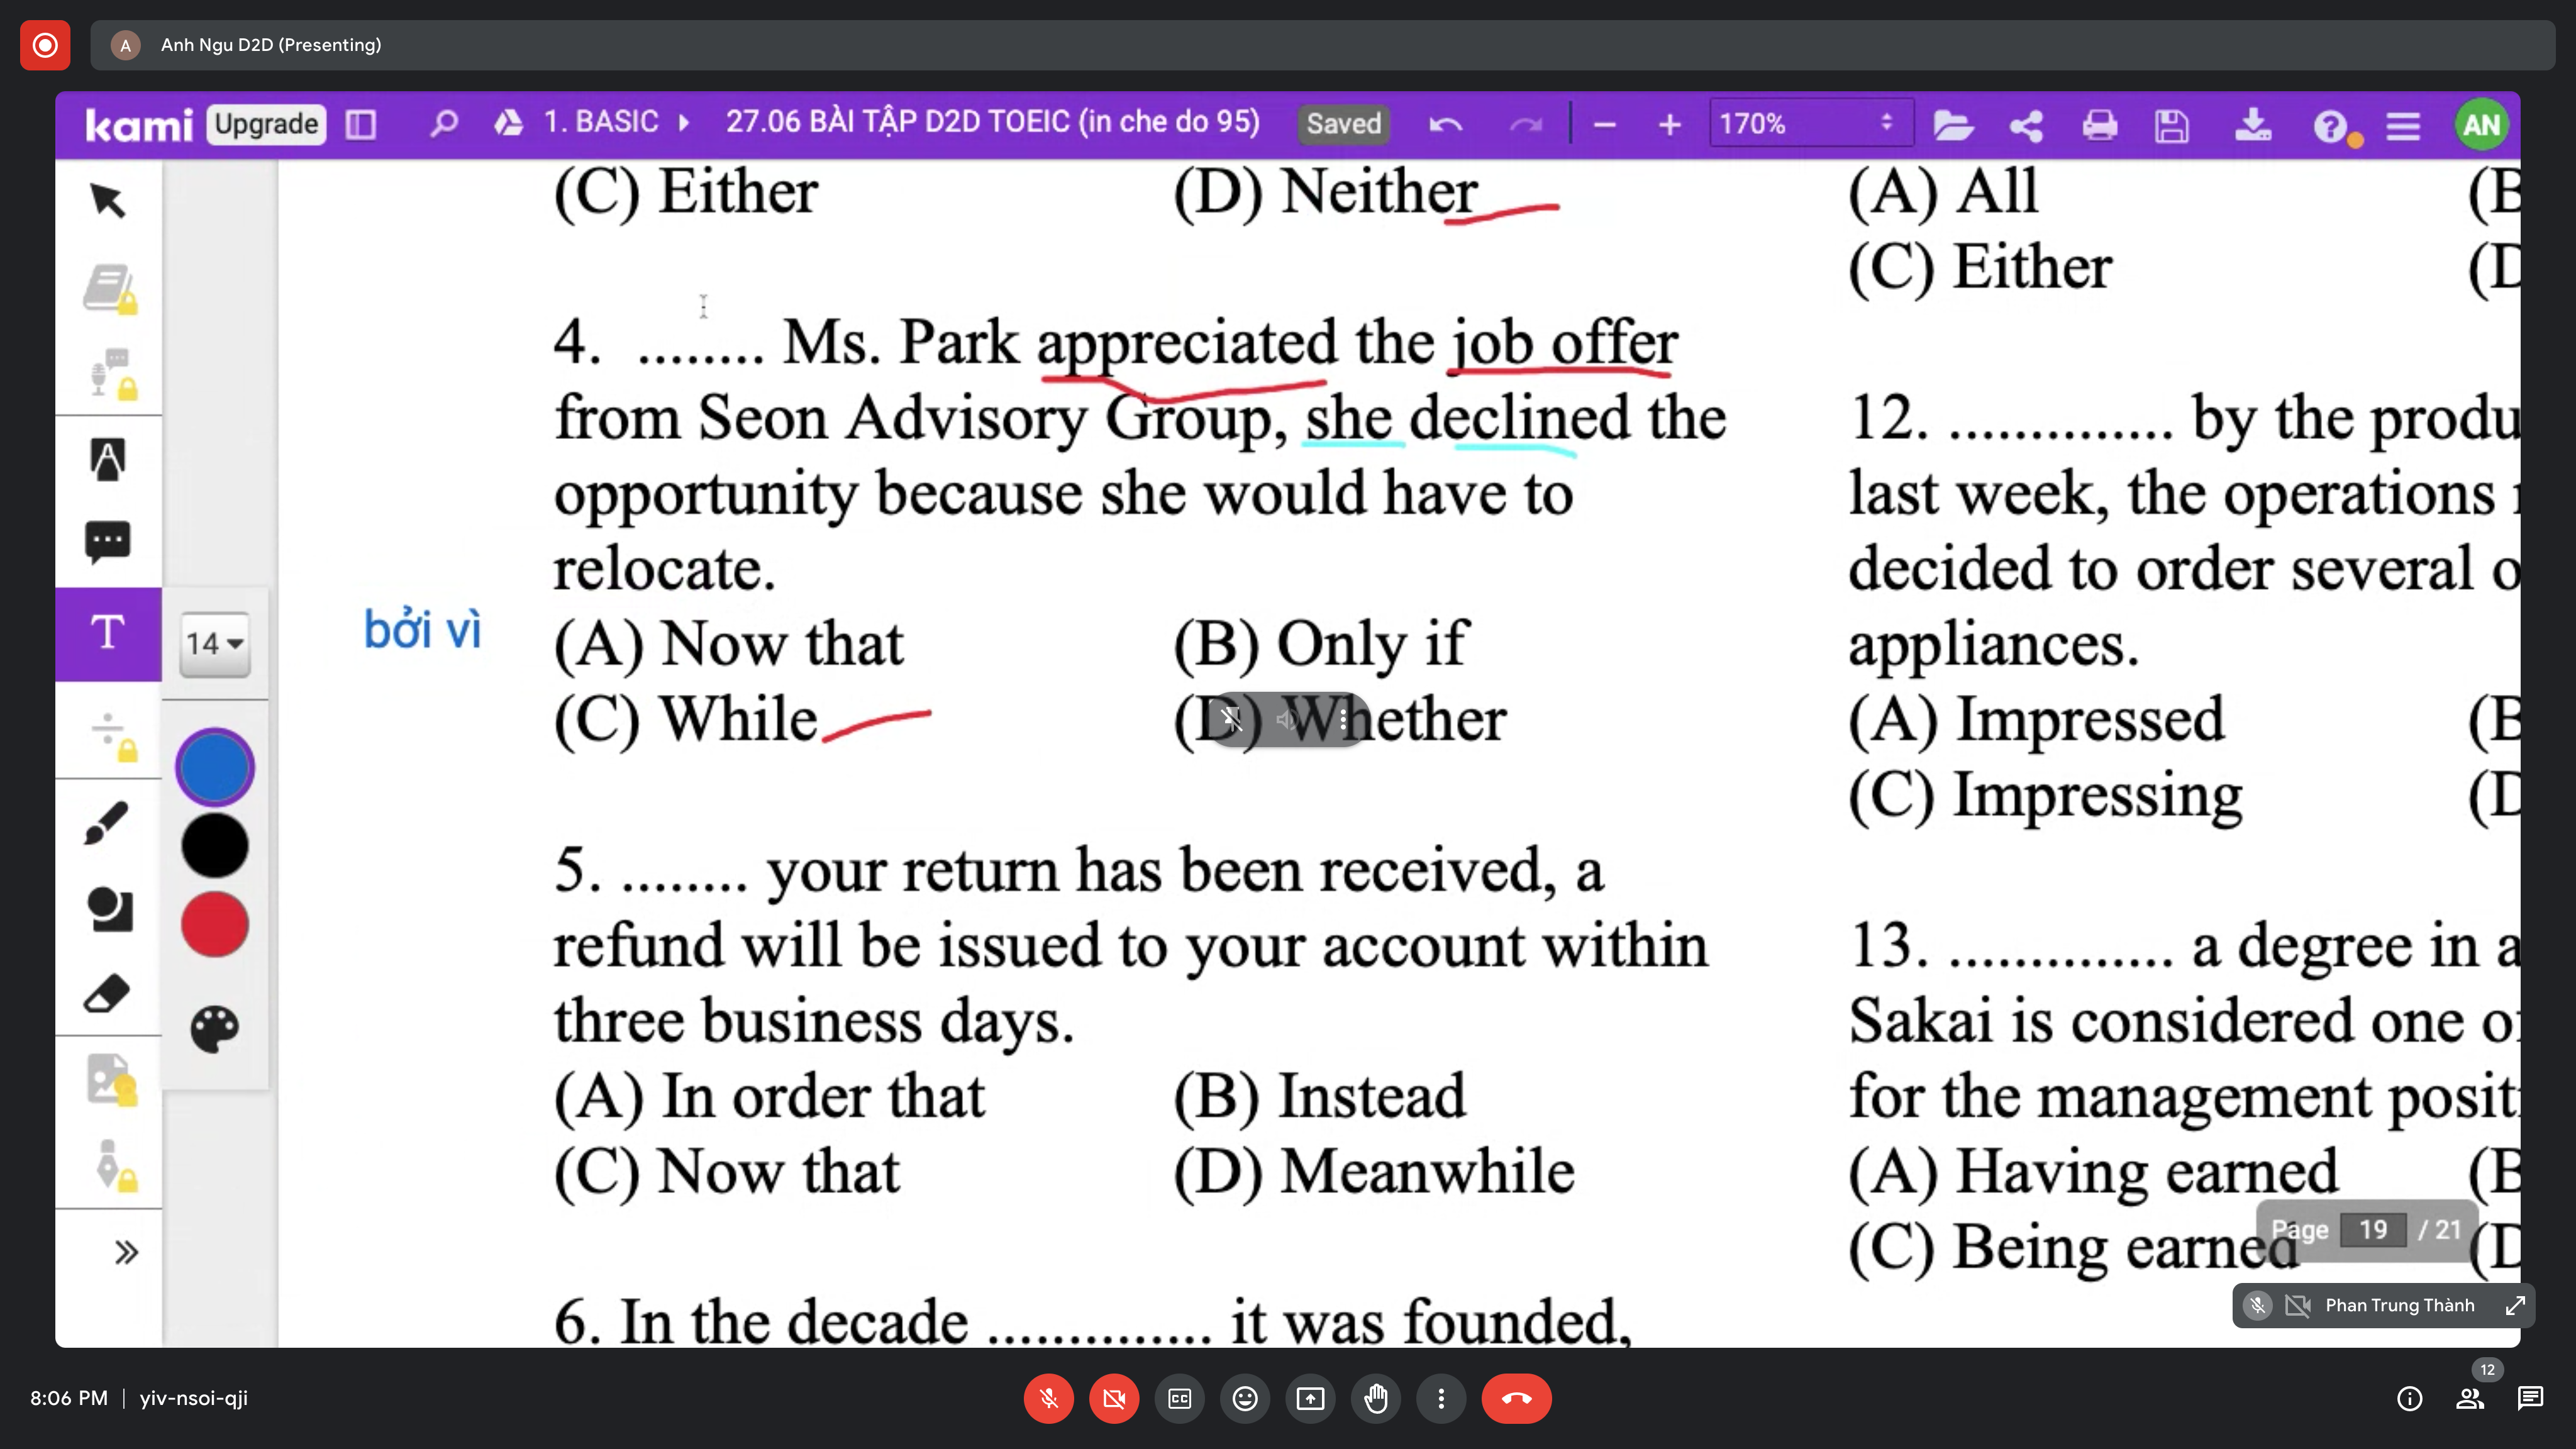 Anh Ngu D2D (Presenting)
kami Upgrade 1. BASIC 27.06 BÀI TẬP D2D TOEIC (in che do 95) Saved 170% AN
(C) Either (D) Neither
4. ........ Ms. Park appreciated the job offer
from Seon Advisory Group, she declined the
opportunity because she would have to
relocate.
bởi vì
(A) Now that (B) Only if
(C) While (D) Whether
5. ........ your return has been received, a
refund will be issued to your account within
three business days.
(A) In order that (B) Instead
(C) Now that (D) Meanwhile
6. In the decade .............. it was founded,
(A) All (B
(C) Either (D
12. .............. by the produ
last week, the operations
decided to order several o
appliances.
(A) Impressed (B
(C) Impressing (D
13. .............. a degree in a
Sakai is considered one o
for the management posit
(A) Having earned (B
(C) Being earned (D
14
Page 19 / 21
Phan Trung Thành
8:06 PM | yiv-nsoi-qji
12